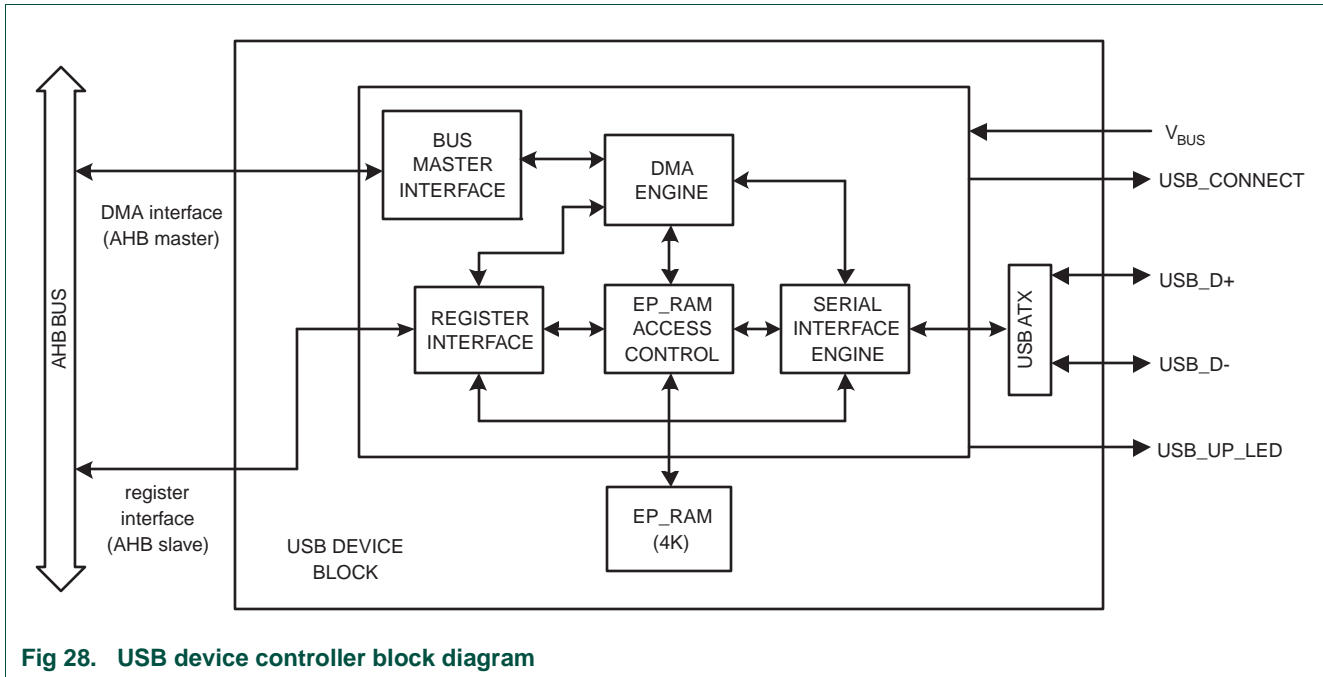 BUS
MASTER
INTERFACE
DMA
ENGINE
V_BUS
USB_CONNECT
DMA interface
(AHB master)
AHB BUS
REGISTER
INTERFACE
EP_RAM
ACCESS
CONTROL
SERIAL
INTERFACE
ENGINE
USB ATX
USB_D+
USB_D-
USB_UP_LED
register
interface
(AHB slave)
USB DEVICE
BLOCK
EP_RAM
(4K)
Fig 28. USB device controller block diagram